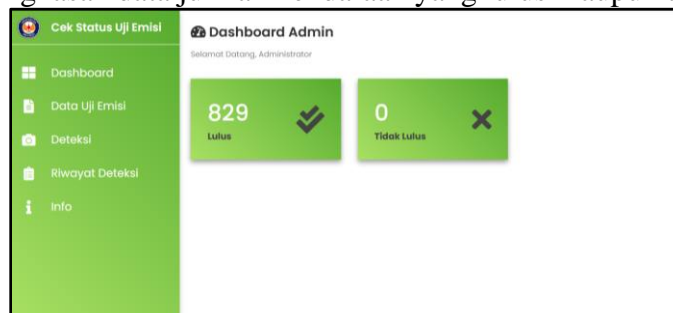 Cek Status Uji Emisi
Dashboard
Data Uji Emisi
Deteksi
Riwayat Deteksi
Info
Dashboard Admin
Selamat Datang, Administrator
829
Lulus
0
Tidak Lulus